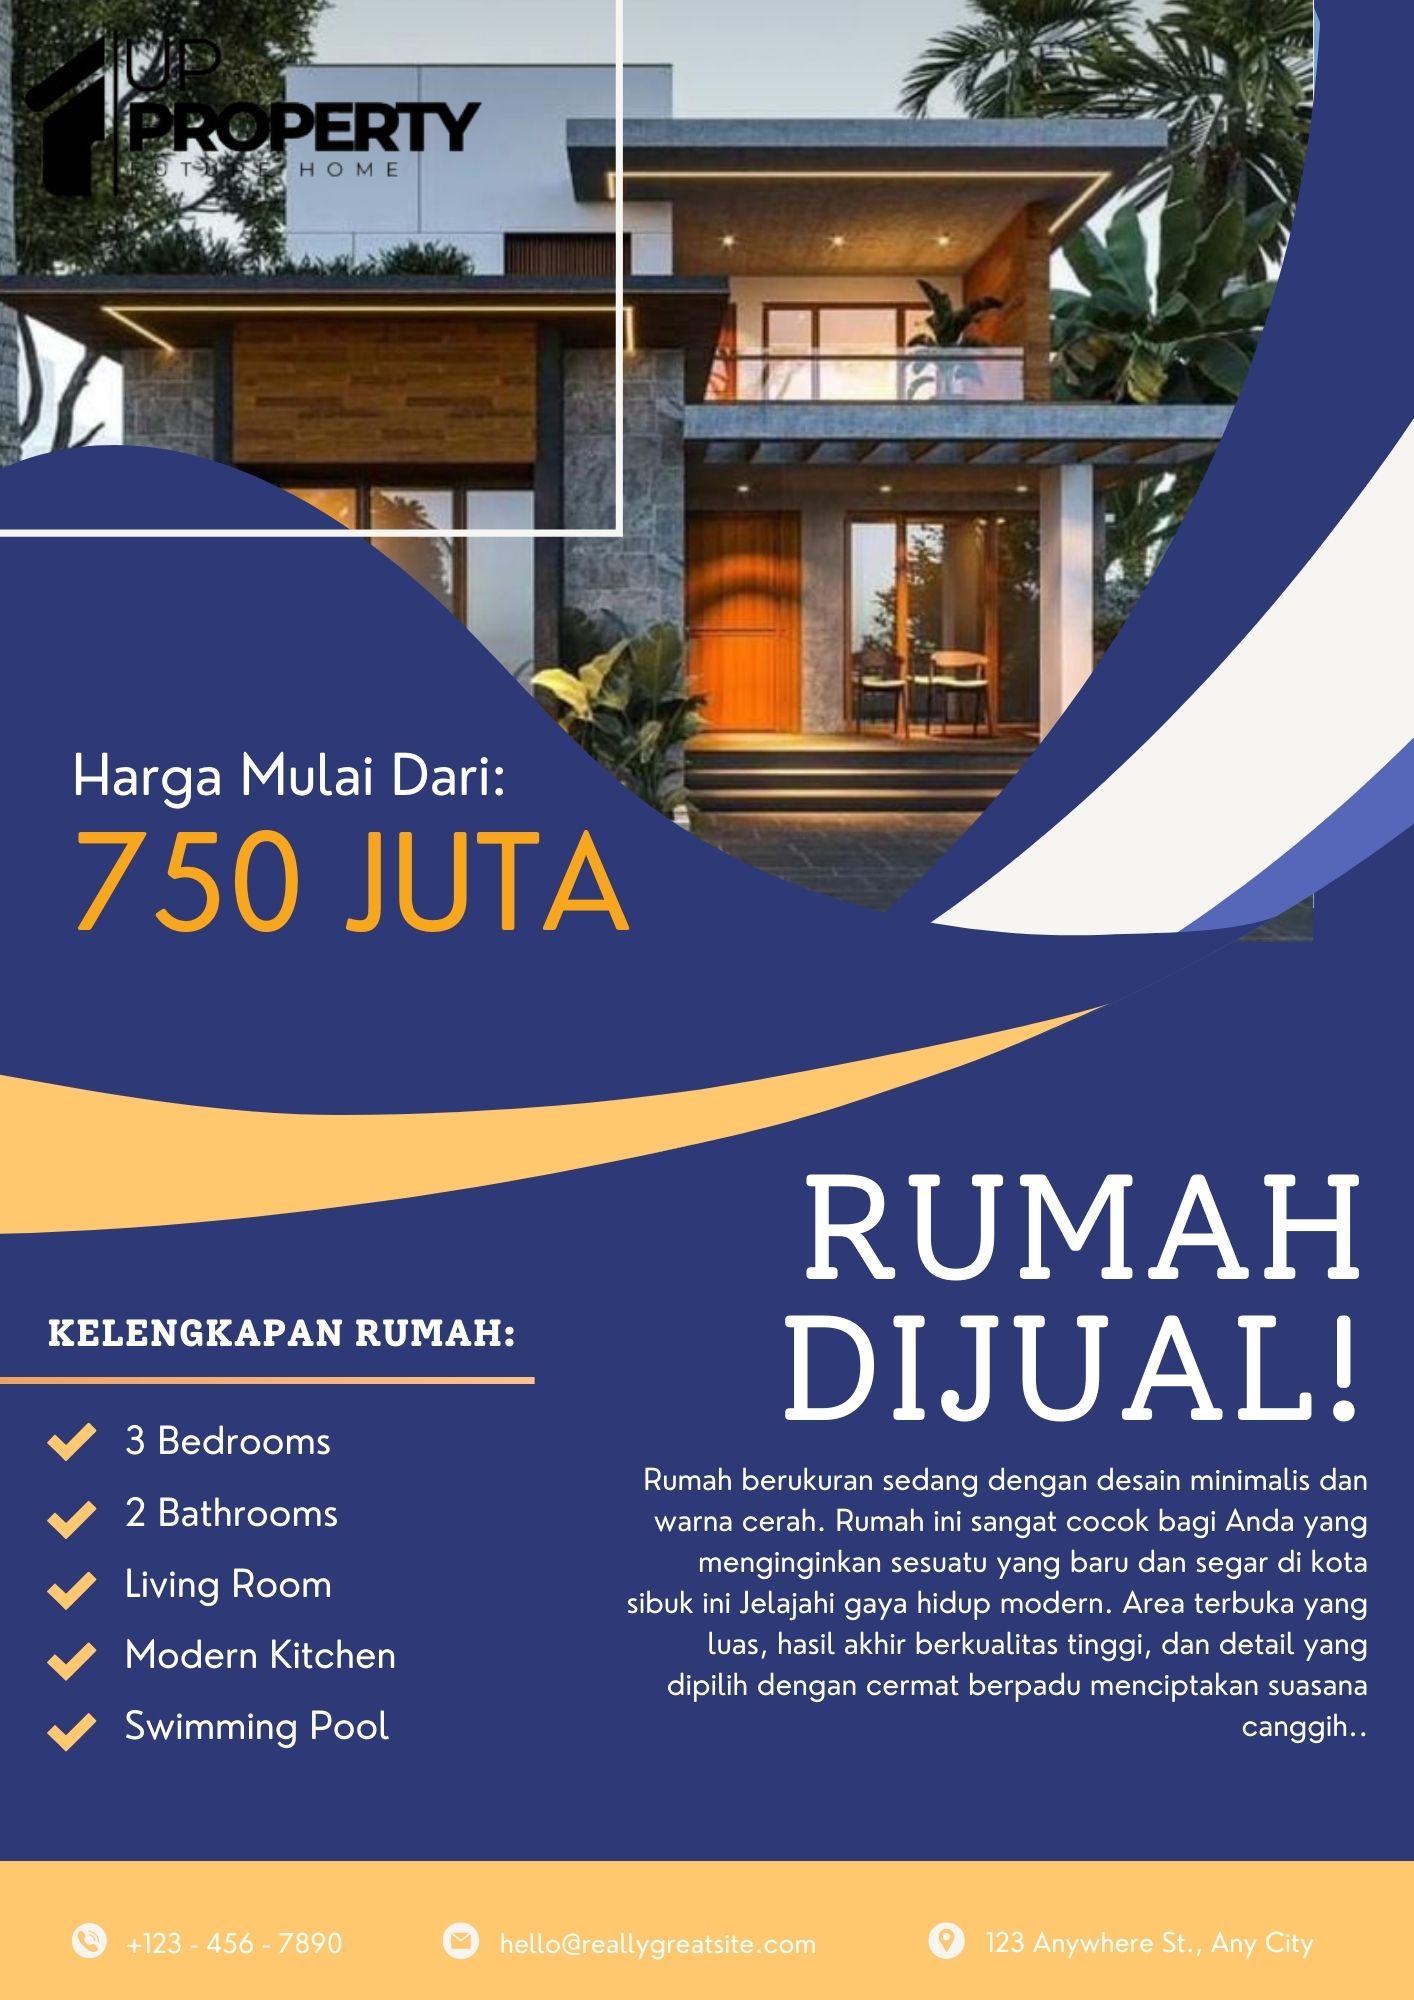 UP
PROPERTY
FUTURE HOME
Harga Mulai Dari:
750 JUTA
RUMAH
DIJUAL!
KELENGKAPAN RUMAH:
3 Bedrooms
2 Bathrooms
Living Room
Modern Kitchen
Swimming Pool
Rumah berukuran sedang dengan desain minimalis dan
warna cerah. Rumah ini sangat cocok bagi Anda yang
menginginkan sesuatu yang baru dan segar di kota
sibuk ini Jelajahi gaya hidup modern. Area terbuka yang
luas, hasil akhir berkualitas tinggi, dan detail yang
dipilih dengan cermat berpadu menciptakan suasana
canggih..
+123 - 456 - 7890
hello@reallygreatsite.com
123 Anywhere St., Any City